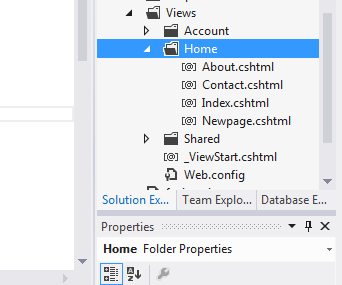 Views
Account
Home
About.cshtml
Contact.cshtml
Index.cshtml
Newpage.cshtml
Shared
_ViewStart.cshtml
Web.config
Solution Ex... Team Explo... Database E...
Properties
Home Folder Properties